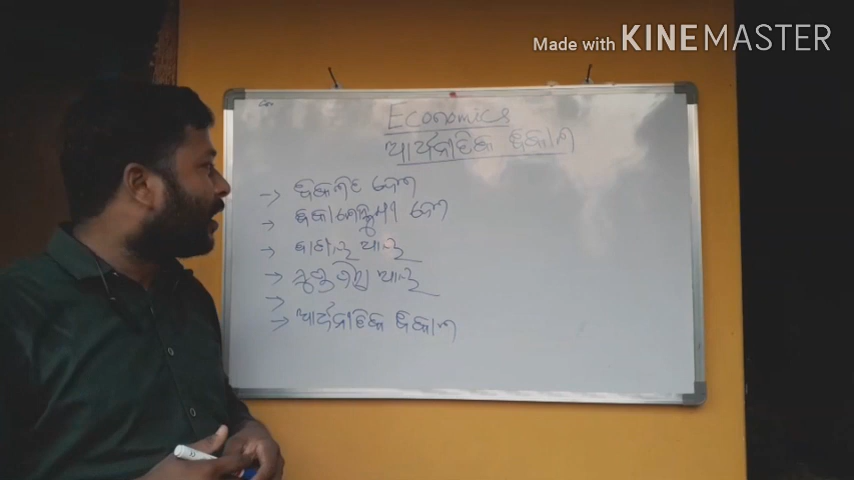 Made with KINEMASTER
Economics
ଆର୍ଥନୀତିକ ବିକାଶ
→ ବିକଶିତ ଦେଶ
→ ବିକାଶୋନ୍ମୁଖୀ ଦେଶ
→ ଜାତୀୟ ଆୟ
→ ମୁଣ୍ଡପିଛା ଆୟ
→
→ ଆର୍ଥନୀତିକ ବିକାଶ